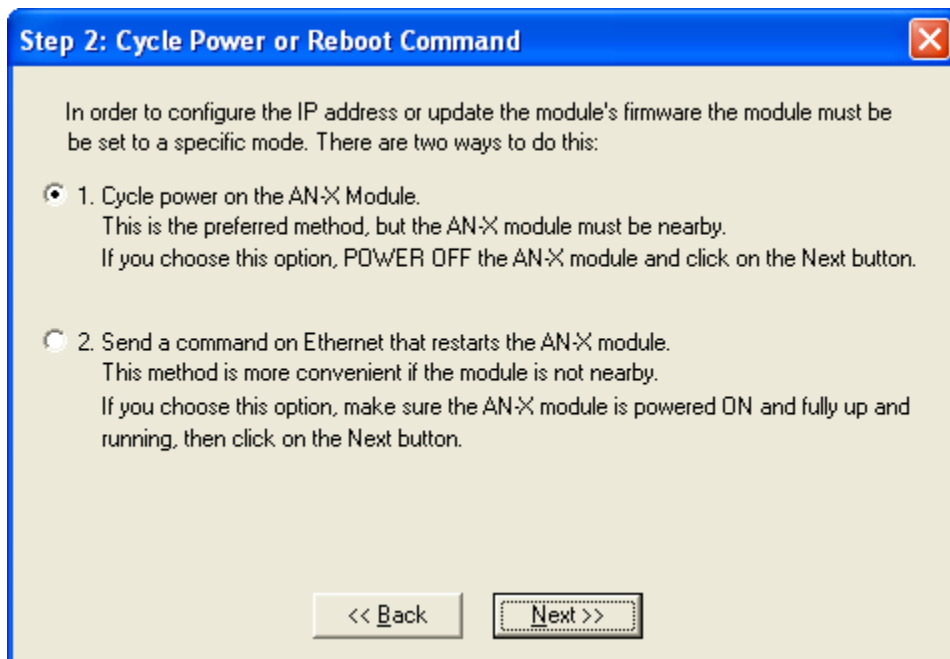 Step 2: Cycle Power or Reboot Command
In order to configure the IP address or update the module's firmware the module must be
be set to a specific mode. There are two ways to do this:
1. Cycle power on the AN-X Module.
This is the preferred method, but the AN-X module must be nearby.
If you choose this option, POWER OFF the AN-X module and click on the Next button.
2. Send a command on Ethernet that restarts the AN-X module.
This method is more convenient if the module is not nearby.
If you choose this option, make sure the AN-X module is powered ON and fully up and
running, then click on the Next button.
<< Back
Next >>